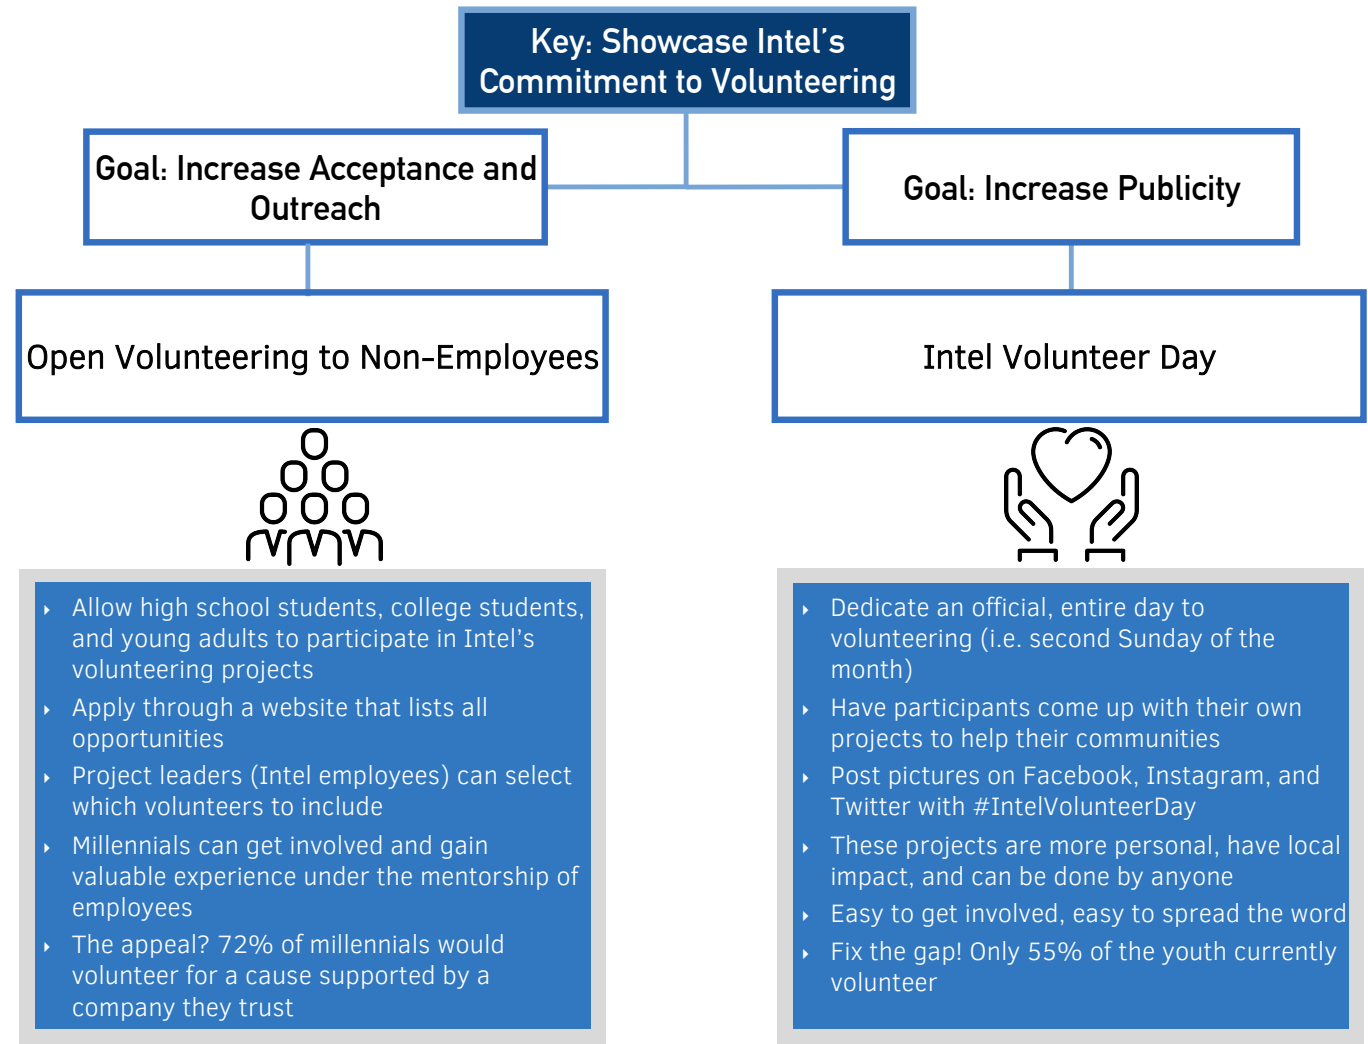 Key: Showcase Intel's
Commitment to Volunteering
Goal: Increase Acceptance and
Outreach
Goal: Increase Publicity
Open Volunteering to Non-Employees
Intel Volunteer Day
‣ Allow high school students, college students,
and young adults to participate in Intel's
volunteering projects
‣ Apply through a website that lists all
opportunities
‣ Project leaders (Intel employees) can select
which volunteers to include
‣ Millennials can get involved and gain
valuable experience under the mentorship of
employees
‣ The appeal? 72% of millennials would
volunteer for a cause supported by a
company they trust
‣ Dedicate an official, entire day to
volunteering (i.e. second Sunday of the
month)
‣ Have participants come up with their own
projects to help their communities
‣ Post pictures on Facebook, Instagram, and
Twitter with #IntelVolunteerDay
‣ These projects are more personal, have local
impact, and can be done by anyone
‣ Easy to get involved, easy to spread the word
‣ Fix the gap! Only 55% of the youth currently
volunteer